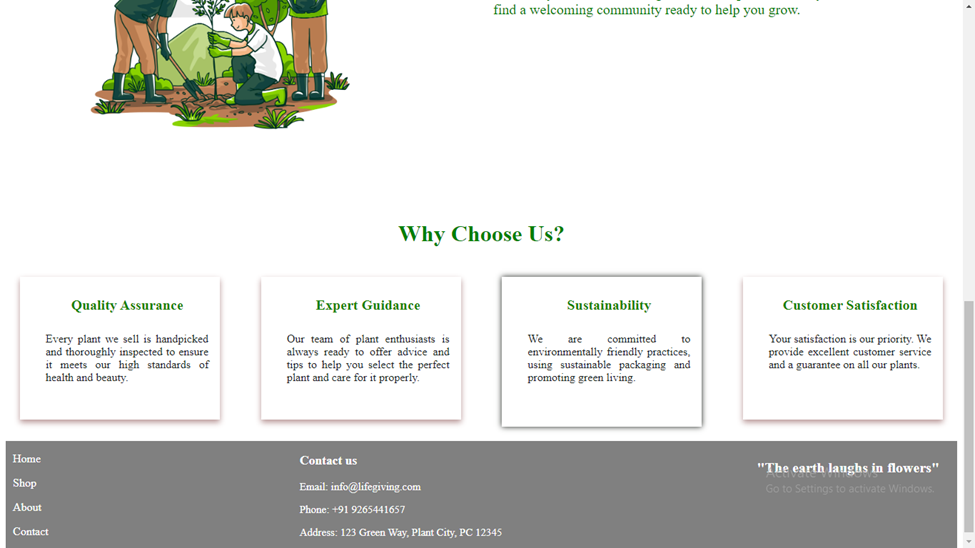 find a welcoming community ready to help you grow.
Why Choose Us?
Quality Assurance
Every plant we sell is handpicked
and thoroughly inspected to ensure
it meets our high standards of
health and beauty.
Expert Guidance
Our team of plant enthusiasts is
always ready to offer advice and
tips to help you select the perfect
plant and care for it properly.
Sustainability
We are committed to
environmentally friendly practices,
using sustainable packaging and
promoting green living.
Customer Satisfaction
Your satisfaction is our priority. We
provide excellent customer service
and a guarantee on all our plants.
Home
Shop
About
Contact
Contact us
Email: info@lifegiving.com
Phone: +91 9265441657
Address: 123 Green Way, Plant City, PC 12345
"The earth laughs in flowers"
Activate Windows
Go to Settings to activate Windows.